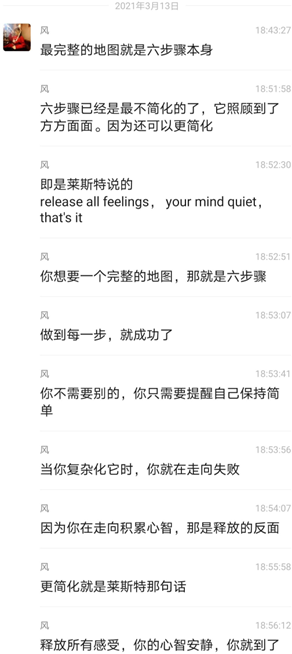 2021年3月13日
风 18:43:27
最完整的地图就是六步骤本身
风 18:51:58
六步骤已经是最不简化的了，它照顾到了
方方面面。因为还可以更简化
风 18:52:30
即是莱斯特说的
release all feelings， your mind quiet，
that's it
风 18:52:51
你想要一个完整的地图，那就是六步骤
风 18:53:07
做到每一步，就成功了
风 18:53:41
你不需要别的，你只需要提醒自己保持简
单
风 18:53:56
当你复杂化它时，你就在走向失败
风 18:54:07
因为你在走向积累心智，那是释放的反面
风 18:55:58
更简化就是莱斯特那句话
风 18:56:12
释放所有感受，你的心智安静，你就到了